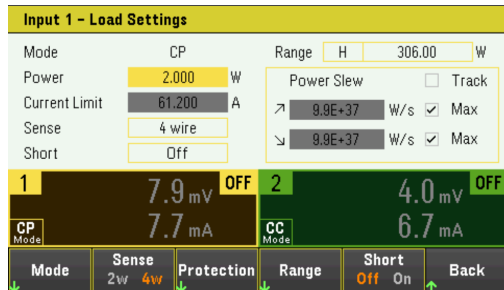 Input 1 – Load Settings
Mode CP Range H 306.00 W
Power 2.000 W Power Slew Track
Current Limit 61.200 A 9.9E+37 W/s Max
Sense 4 wire 9.9E+37 W/s Max
Short Off
1 7.9 mV OFF 2 4.0 mV OFF
CP Mode 7.7 mA CC Mode 6.7 mA
Mode Sense 2w 4w Protection Range Short Off On Back